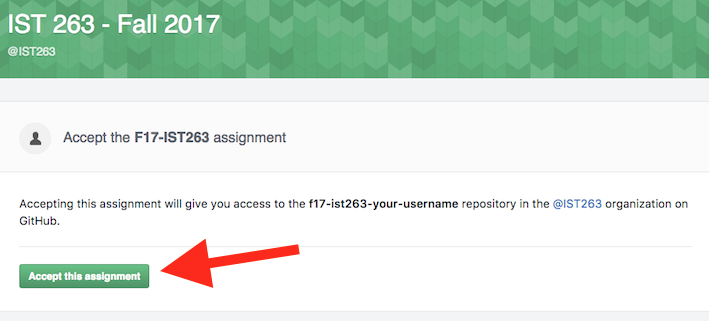 IST 263 - Fall 2017
@IST263
Accept the F17-IST263 assignment
Accepting this assignment will give you access to the f17-ist263-your-username repository in the @IST263 organization on
GitHub.
Accept this assignment